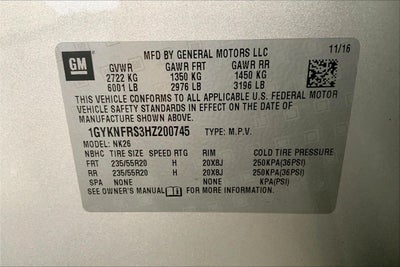 GM
MFD BY GENERAL MOTORS LLC 11/16
GVWR GAWR FRT GAWR RR
2722 KG 1350 KG 1450 KG
6001 LB 2976 LB 3196 LB
THIS VEHICLE CONFORMS TO ALL APPLICABLE U.S. FEDERAL MOTOR
VEHICLE SAFETY STANDARDS IN EFFECT ON THE DATE OF
MANUFACTURE SHOWN ABOVE.
1GYKNFRS3HZ200745 TYPE: M.P.V.
MODEL: NK26
NBHC TIRE SIZE SPEED RTG RIM COLD TIRE PRESSURE
FRT 235/55R20 H 20X8J 250KPA(36PSI)
RR 235/55R20 H 20X8J 250KPA(36PSI)
SPA NONE NONE KPA(PSI)
SEE OWNER'S MANUAL FOR MORE INFORMATION.